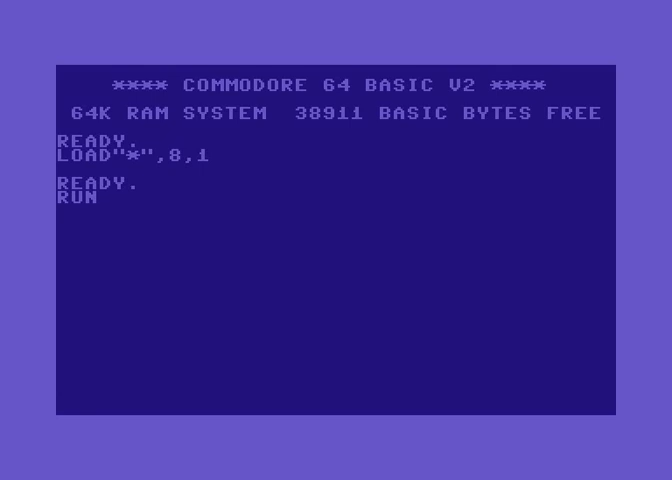 **** COMMODORE 64 BASIC V2 ****
64K RAM SYSTEM  38911 BASIC BYTES FREE
READY.
LOAD"*",8,1
READY.
RUN